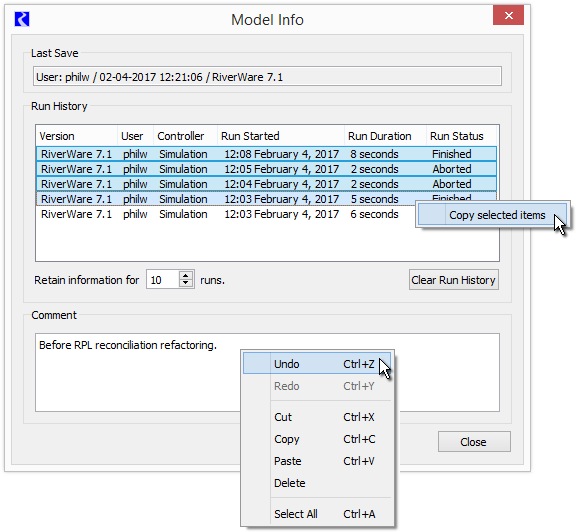 Model Info
Last Save
User: philw / 02-04-2017 12:21:06 / RiverWare 7.1
Run History
Version User Controller Run Started Run Duration Run Status
RiverWare 7.1 philw Simulation 12:08 February 4, 2017 8 seconds Finished
RiverWare 7.1 philw Simulation 12:05 February 4, 2017 2 seconds Aborted
RiverWare 7.1 philw Simulation 12:04 February 4, 2017 2 seconds Aborted
RiverWare 7.1 philw Simulation 12:03 February 4, 2017 5 seconds Finished
RiverWare 7.1 philw Simulation 12:03 February 4, 2017 6 seconds
Copy selected items
Retain information for 10 runs. Clear Run History
Comment
Before RPL reconciliation refactoring.
Undo Ctrl+Z
Redo Ctrl+Y
Cut Ctrl+X
Copy Ctrl+C
Paste Ctrl+V
Delete
Select All Ctrl+A
Close